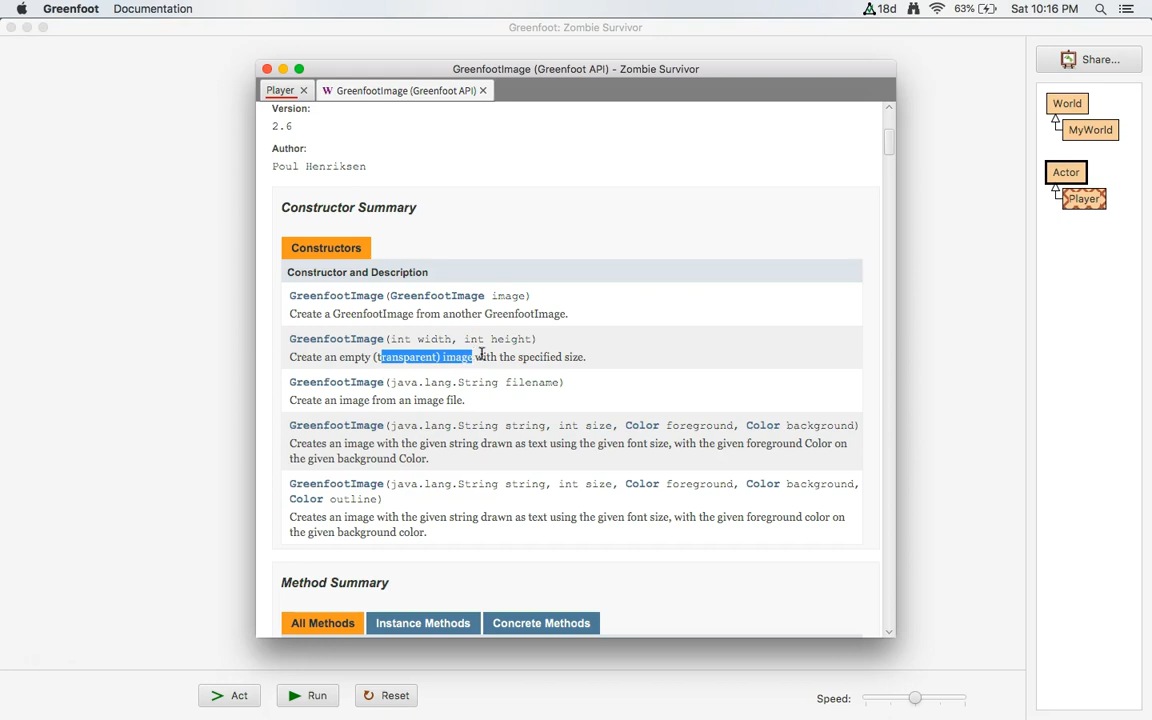 Greenfoot Documentation 18d 63% Sat 10:16 PM
Greenfoot: Zombie Survivor
GreenfootImage (Greenfoot API) - Zombie Survivor
Share...
Player GreenfootImage (Greenfoot API)
World
MyWorld
Actor
Player
Version:
2.6
Author:
Poul Henriksen
Constructor Summary
Constructors
Constructor and Description
GreenfootImage(GreenfootImage image)
Create a GreenfootImage from another GreenfootImage.
GreenfootImage(int width, int height)
Create an empty (transparent) image with the specified size.
GreenfootImage(java.lang.String filename)
Create an image from an image file.
GreenfootImage(java.lang.String string, int size, Color foreground, Color background)
Creates an image with the given string drawn as text using the given font size, with the given foreground Color on
the given background Color.
GreenfootImage(java.lang.String string, int size, Color foreground, Color background,
Color outline)
Creates an image with the given string drawn as text using the given font size, with the given foreground color on
the given background color.
Method Summary
All Methods Instance Methods Concrete Methods
Act Run Reset Speed: